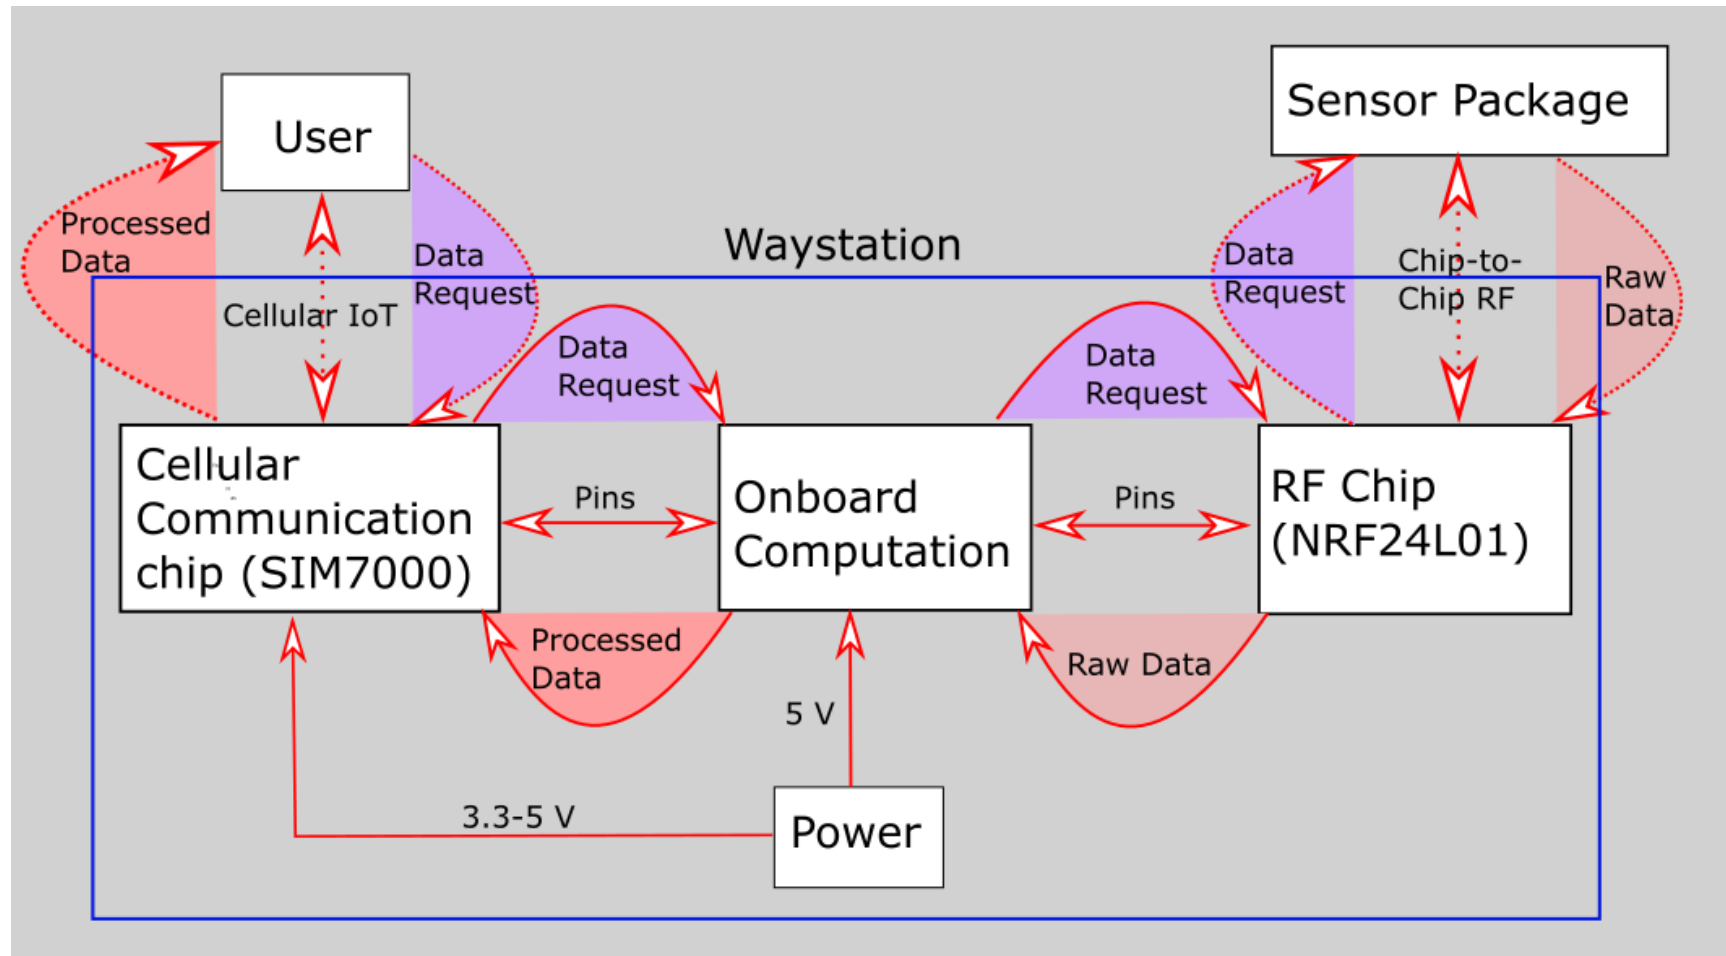 Sensor Package
User
Processed
Data
Data
Request
Waystation
Data
Request
Chip-to-
Chip RF
Raw
Data
Cellular IoT
Data
Request
Data
Request
Cellular
Communication
chip (SIM7000)
Pins
Onboard
Computation
Pins
RF Chip
(NRF24L01)
Processed
Data
Raw Data
5 V
3.3-5 V
Power